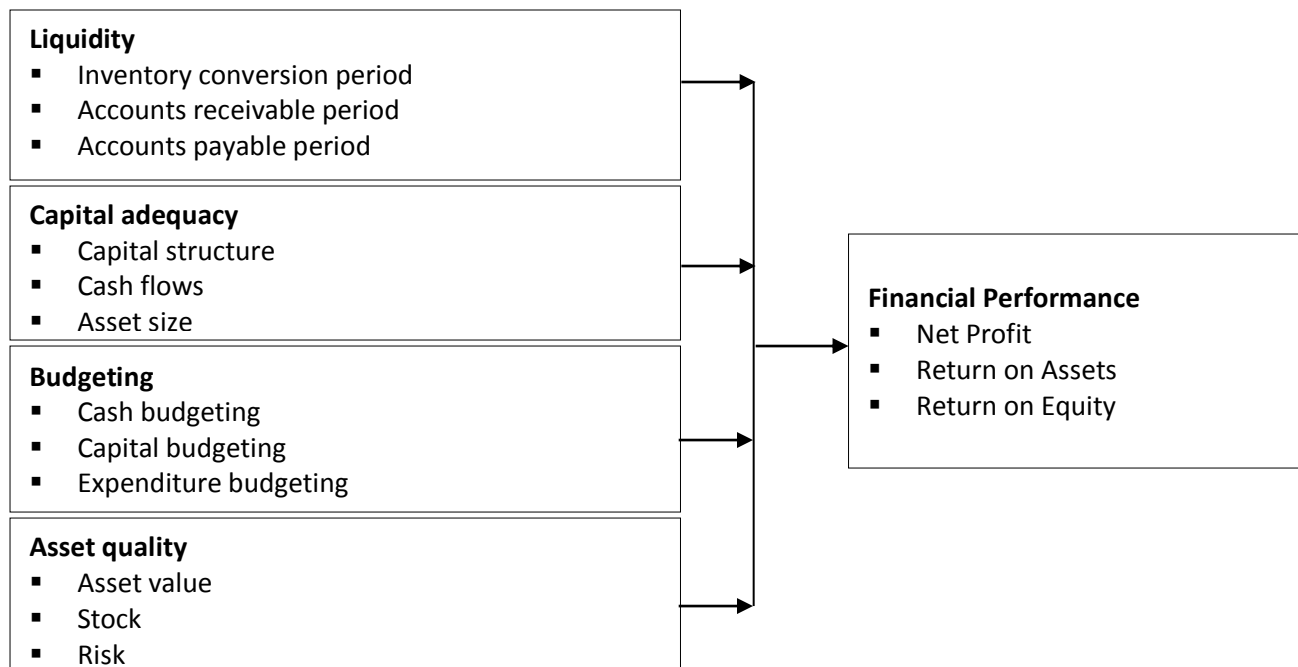 Liquidity
▪ Inventory conversion period
▪ Accounts receivable period
▪ Accounts payable period
Capital adequacy
▪ Capital structure
▪ Cash flows
▪ Asset size
Budgeting
▪ Cash budgeting
▪ Capital budgeting
▪ Expenditure budgeting
Asset quality
▪ Asset value
▪ Stock
▪ Risk
Financial Performance
▪ Net Profit
▪ Return on Assets
▪ Return on Equity